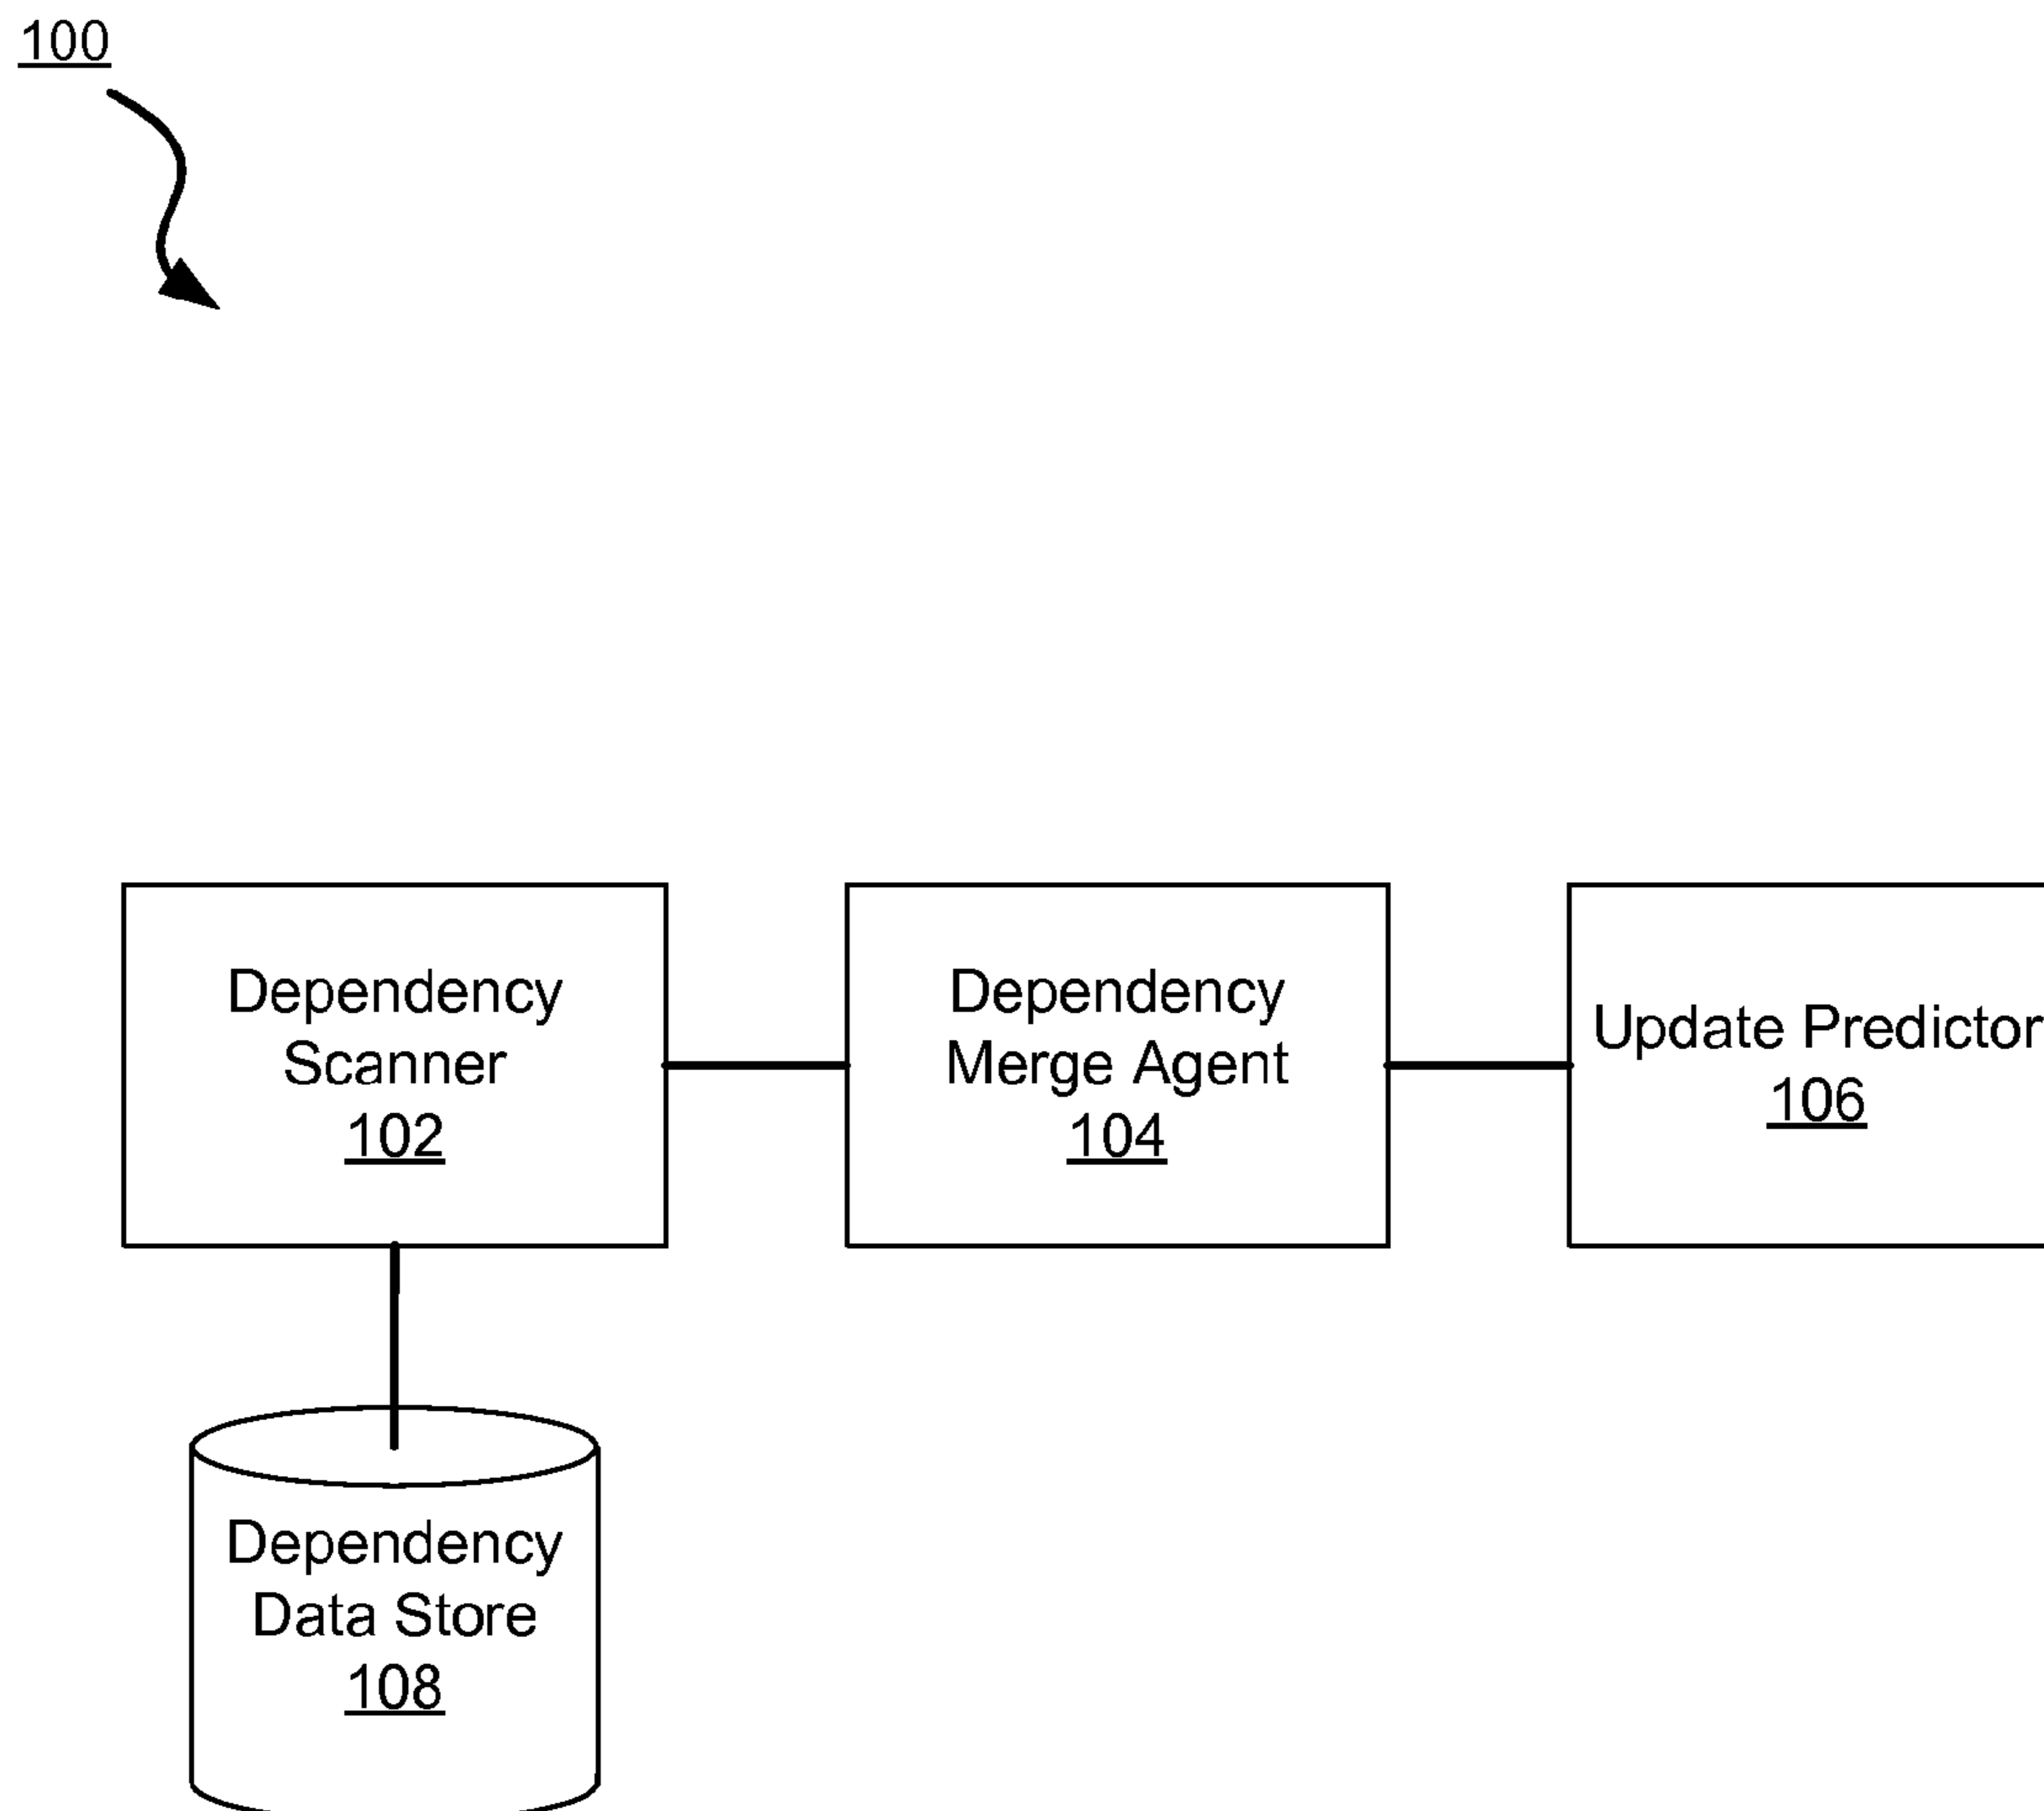 100
Dependency
Scanner
102
Dependency
Merge Agent
104
Update Predictor
106
Dependency
Data Store
108